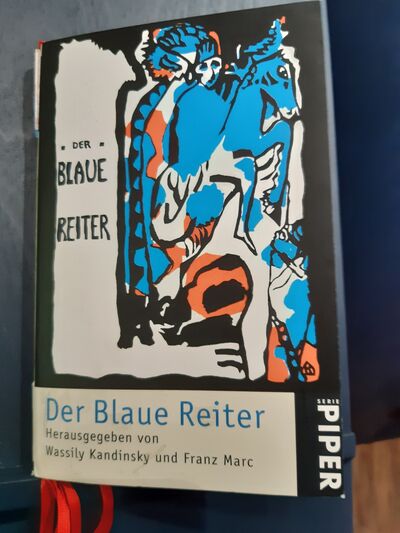 • DER •
BLAUE
REITER
Der Blaue Reiter
Herausgegeben von
Wassily Kandinsky und Franz Marc
SERIE
PIPER